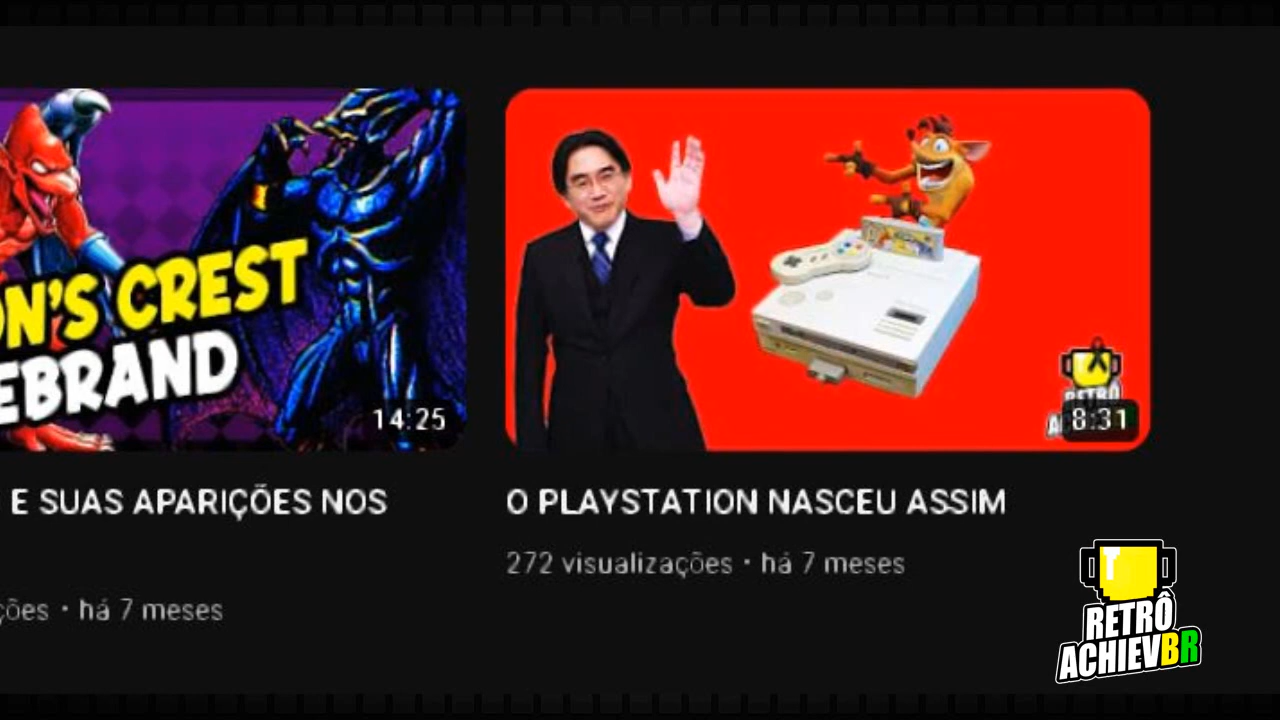 ON'S CREST
EBRAND
14:25
RETRÔ
8:31
E SUAS APARIÇÕES NOS
O PLAYSTATION NASCEU ASSIM
272 visualizações • há 7 meses
ções • há 7 meses
RETRÔ
ACHIEVBR